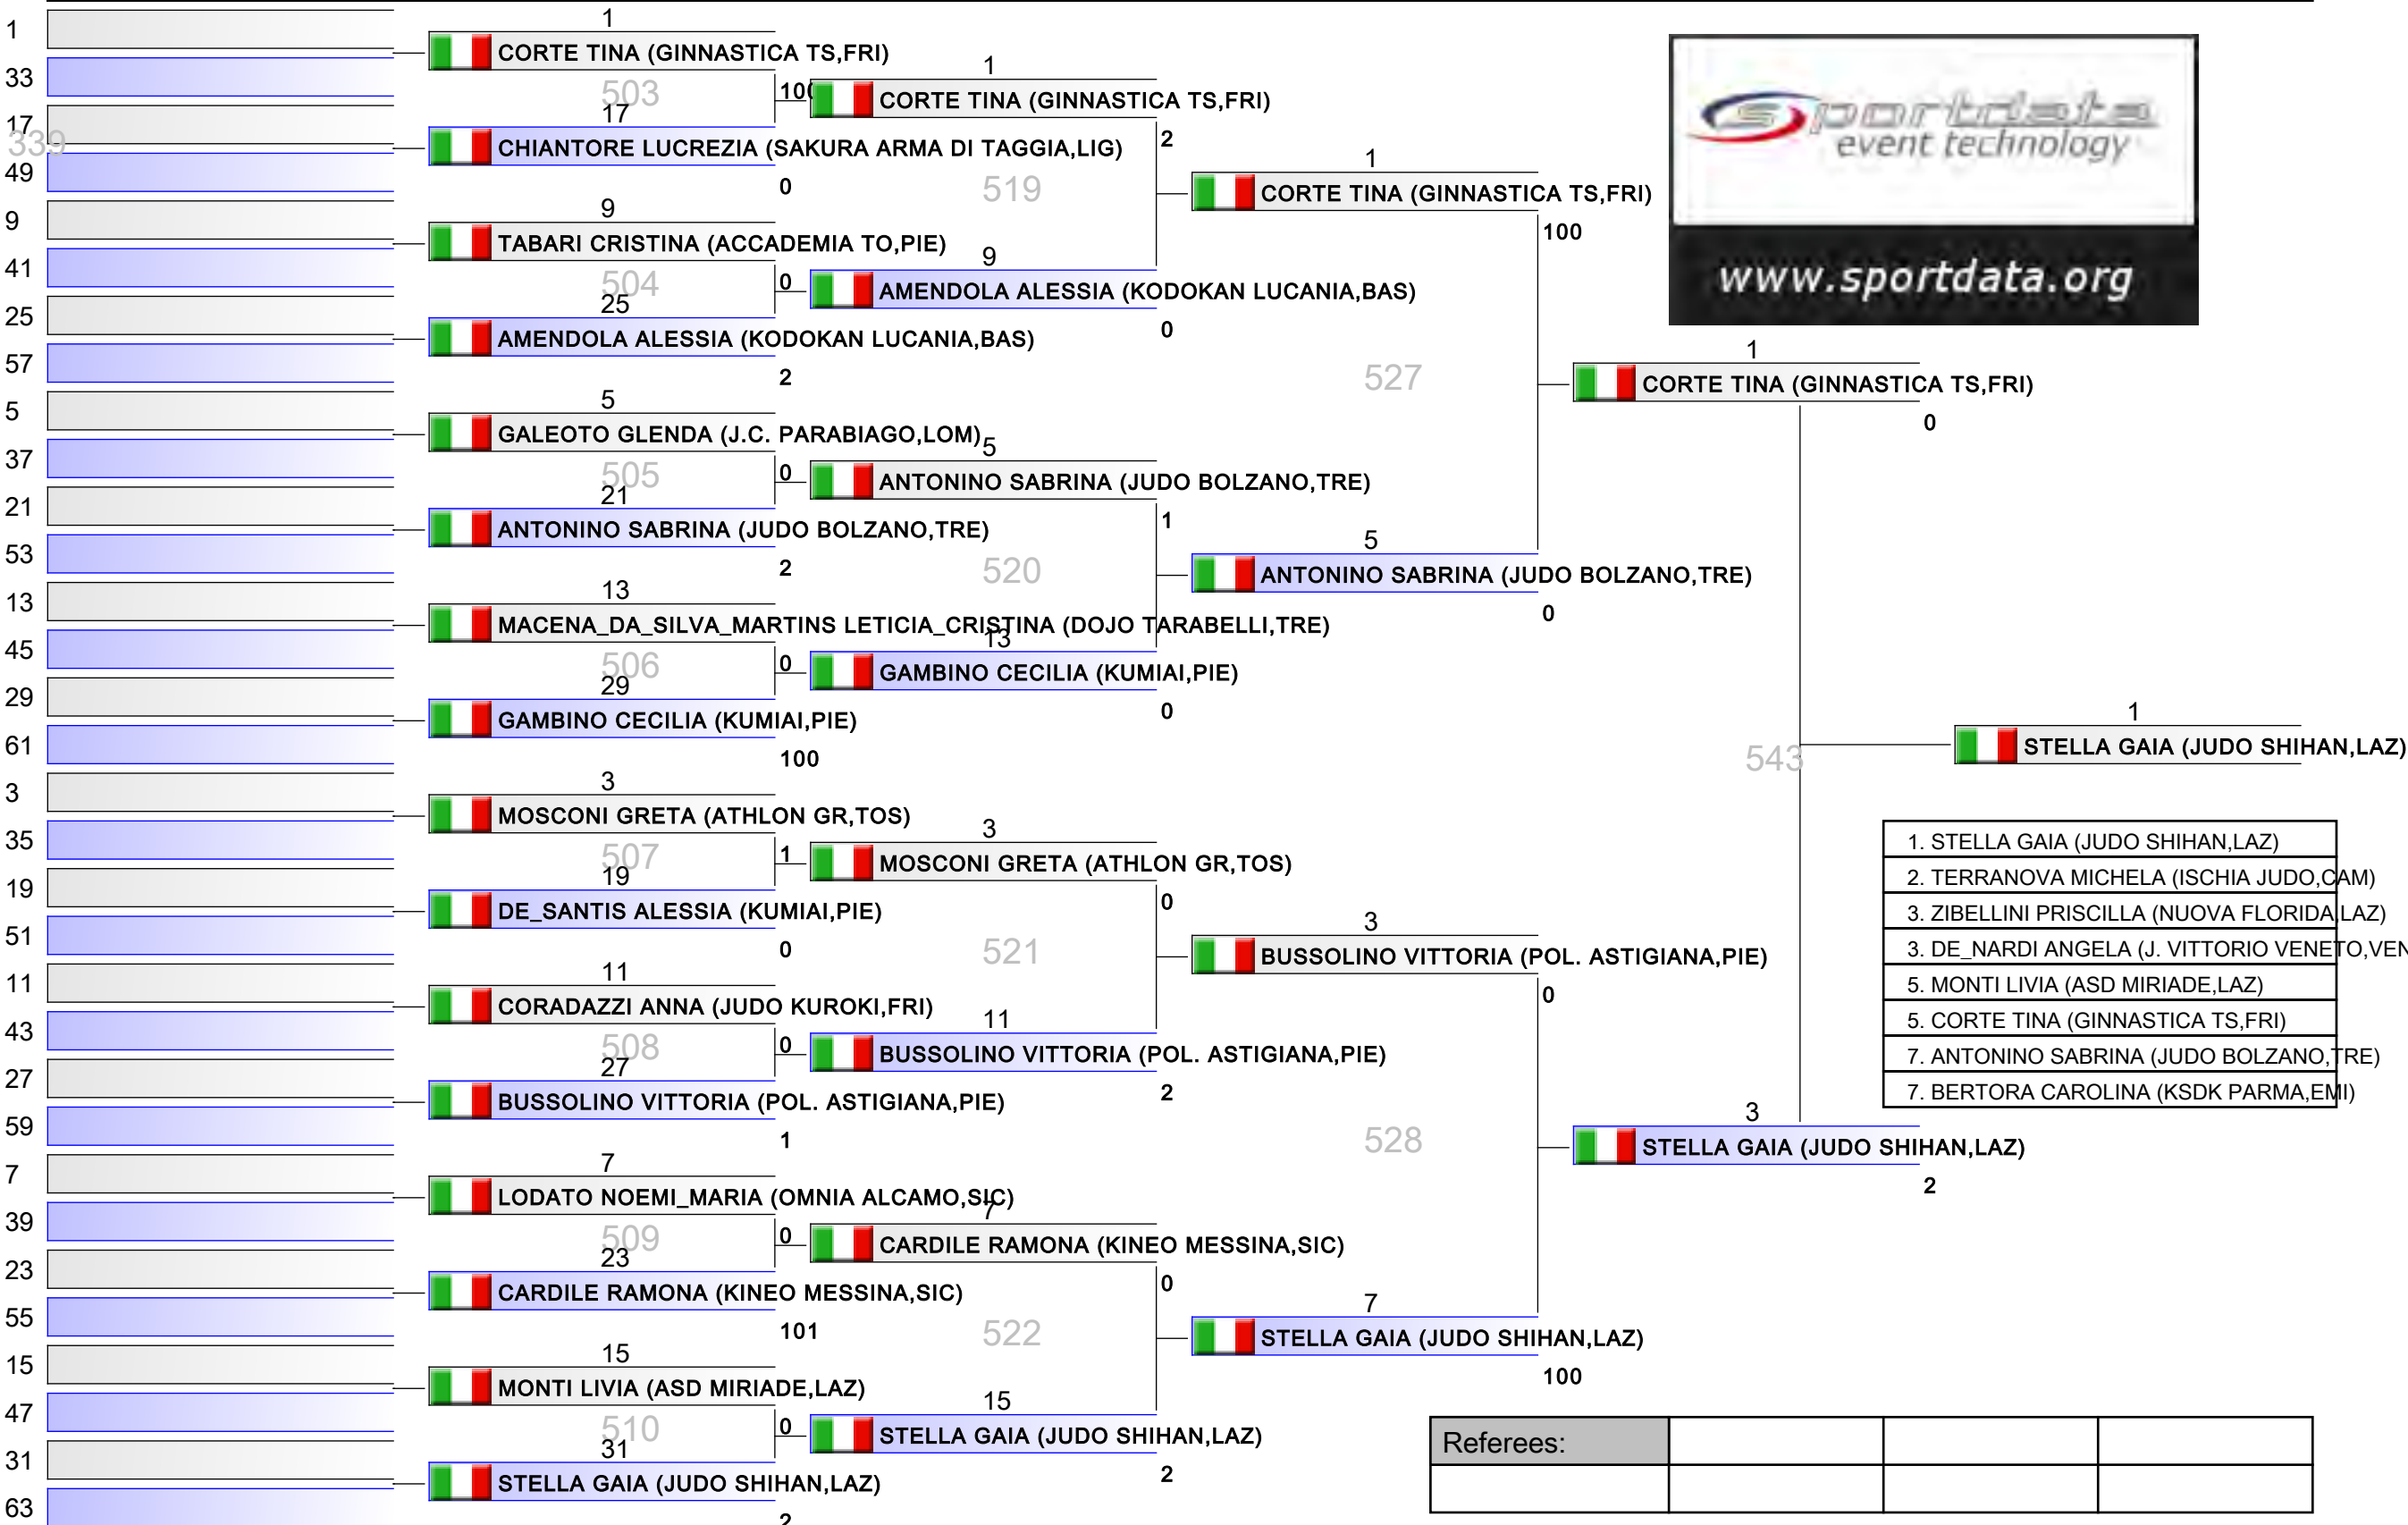 1
33
17
339
49
9
41
25
57
5
37
21
53
13
45
29
61
3
35
19
51
11
43
27
59
7
39
23
55
15
47
31
63
1
CORTE TINA (GINNASTICA TS,FRI)
503
100
17
CHIANTORE LUCREZIA (SAKURA ARMA DI TAGGIA,LIG)
0
9
TABARI CRISTINA (ACCADEMIA TO,PIE)
504
0
25
AMENDOLA ALESSIA (KODOKAN LUCANIA,BAS)
2
5
GALEOTO GLENDA (J.C. PARABIAGO,LOM)
505
0
21
ANTONINO SABRINA (JUDO BOLZANO,TRE)
2
13
MACENA_DA_SILVA_MARTINS LETICIA_CRISTINA (DOJO TARABELLI,TRE)
506
0
29
GAMBINO CECILIA (KUMIAI,PIE)
100
3
MOSCONI GRETA (ATHLON GR,TOS)
507
1
19
DE_SANTIS ALESSIA (KUMIAI,PIE)
0
11
CORADAZZI ANNA (JUDO KUROKI,FRI)
508
0
27
BUSSOLINO VITTORIA (POL. ASTIGIANA,PIE)
1
7
LODATO NOEMI_MARIA (OMNIA ALCAMO,SIC)
509
0
23
CARDILE RAMONA (KINEO MESSINA,SIC)
101
15
MONTI LIVIA (ASD MIRIADE,LAZ)
510
0
31
STELLA GAIA (JUDO SHIHAN,LAZ)
2
1
CORTE TINA (GINNASTICA TS,FRI)
2
519
9
AMENDOLA ALESSIA (KODOKAN LUCANIA,BAS)
0
5
ANTONINO SABRINA (JUDO BOLZANO,TRE)
1
520
13
GAMBINO CECILIA (KUMIAI,PIE)
0
3
MOSCONI GRETA (ATHLON GR,TOS)
0
521
11
BUSSOLINO VITTORIA (POL. ASTIGIANA,PIE)
2
7
CARDILE RAMONA (KINEO MESSINA,SIC)
0
522
15
STELLA GAIA (JUDO SHIHAN,LAZ)
2
1
CORTE TINA (GINNASTICA TS,FRI)
100
527
5
ANTONINO SABRINA (JUDO BOLZANO,TRE)
0
3
BUSSOLINO VITTORIA (POL. ASTIGIANA,PIE)
0
528
7
STELLA GAIA (JUDO SHIHAN,LAZ)
100
sportdata
event technology
www.sportdata.org
1
CORTE TINA (GINNASTICA TS,FRI)
0
543
3
STELLA GAIA (JUDO SHIHAN,LAZ)
2
1
STELLA GAIA (JUDO SHIHAN,LAZ)
1. STELLA GAIA (JUDO SHIHAN,LAZ)
2. TERRANOVA MICHELA (ISCHIA JUDO,CAM)
3. ZIBELLINI PRISCILLA (NUOVA FLORIDA,LAZ)
3. DE_NARDI ANGELA (J. VITTORIO VENETO,VEN
5. MONTI LIVIA (ASD MIRIADE,LAZ)
5. CORTE TINA (GINNASTICA TS,FRI)
7. ANTONINO SABRINA (JUDO BOLZANO,TRE)
7. BERTORA CAROLINA (KSDK PARMA,EMI)
Referees: